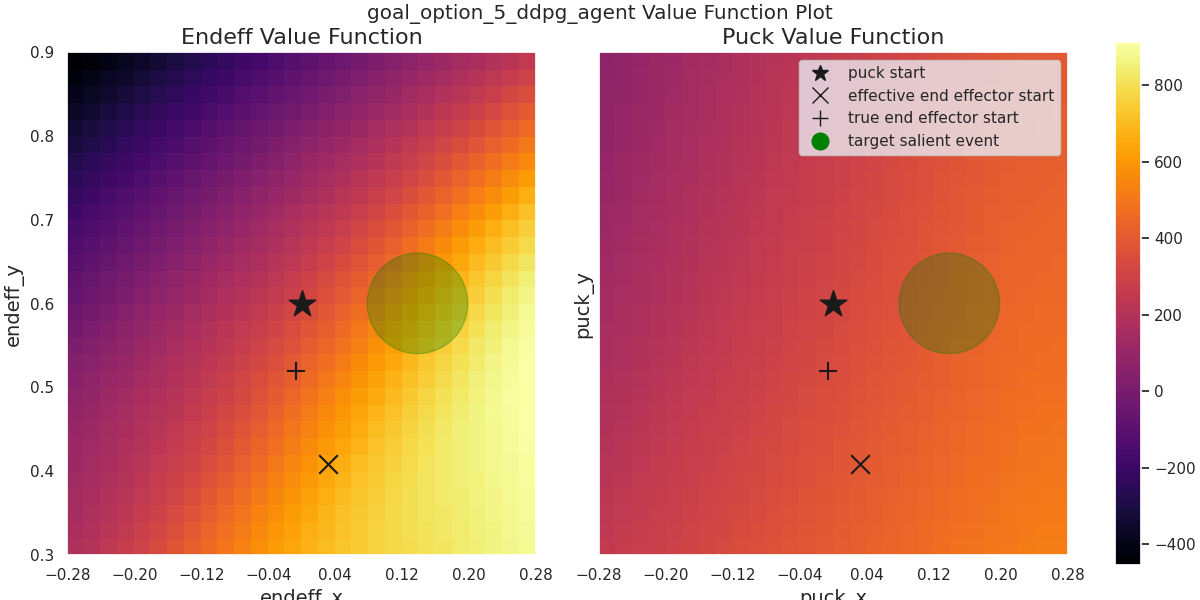 goal_option_5_ddpg_agent Value Function Plot
Endeff Value Function
Puck Value Function
0.9
0.8
0.7
0.6
0.5
0.4
0.3
endeff_y
−0.28 −0.20 −0.12 −0.04 0.04 0.12 0.20 0.28
endeff_x
puck_y
puck start
effective end effector start
true end effector start
target salient event
−0.28 −0.20 −0.12 −0.04 0.04 0.12 0.20 0.28
puck_x
800
600
400
200
0
−200
−400